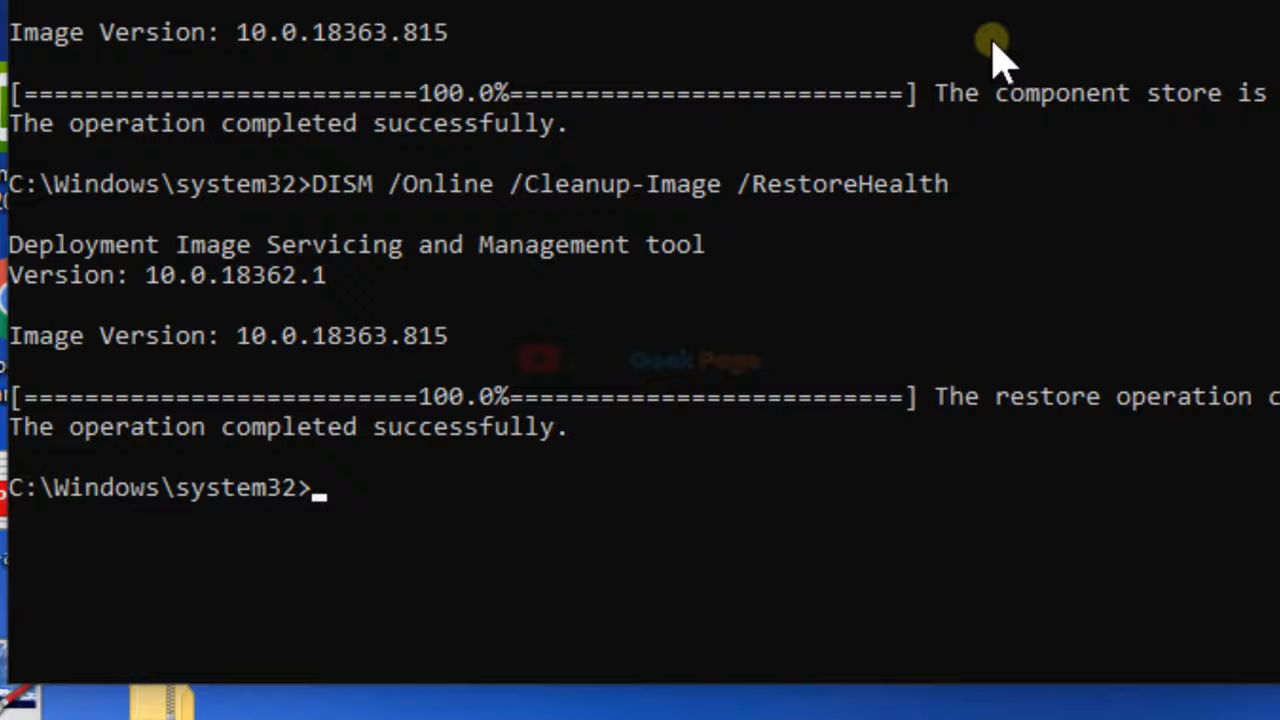 Image Version: 10.0.18363.815
[==========================100.0%==========================] The component store is
The operation completed successfully.
C:\Windows\system32>DISM /Online /Cleanup-Image /RestoreHealth
Deployment Image Servicing and Management tool
Version: 10.0.18362.1
Image Version: 10.0.18363.815
Geek Page
[==========================100.0%==========================] The restore operation c
The operation completed successfully.
C:\Windows\system32>